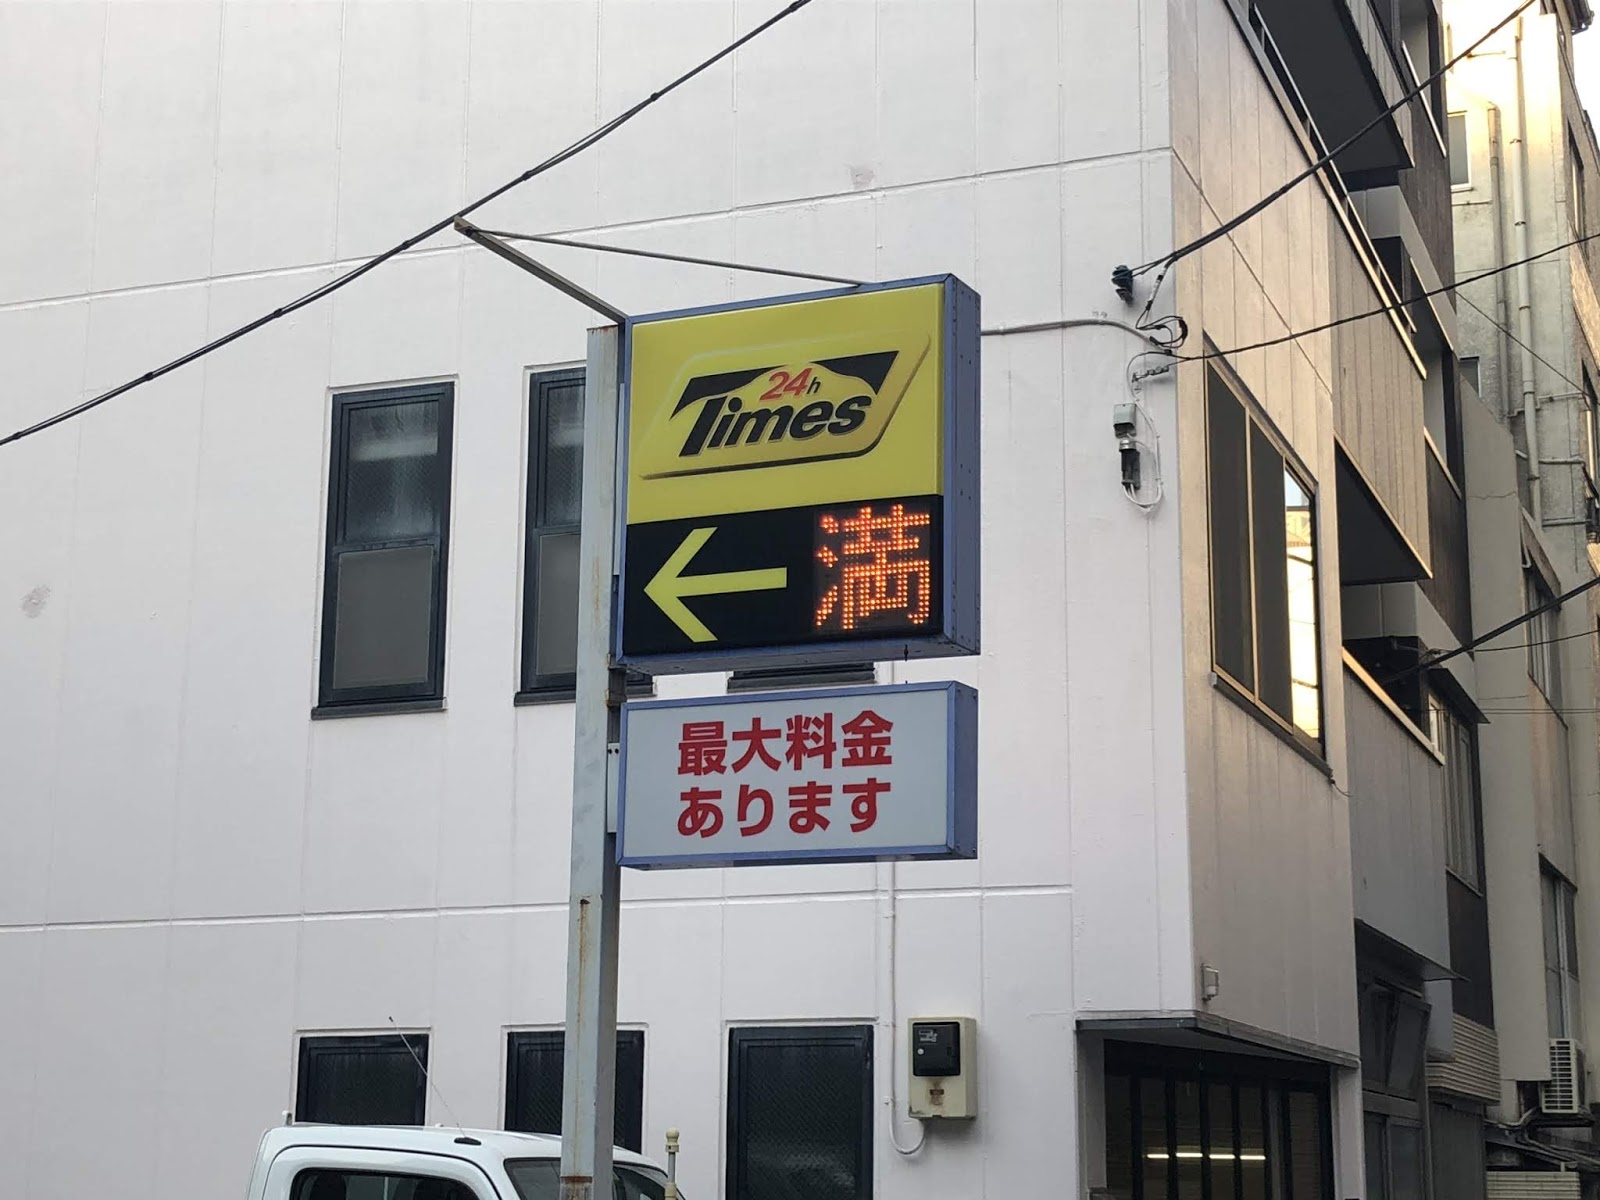 24h
Times
満
最大料金
あります